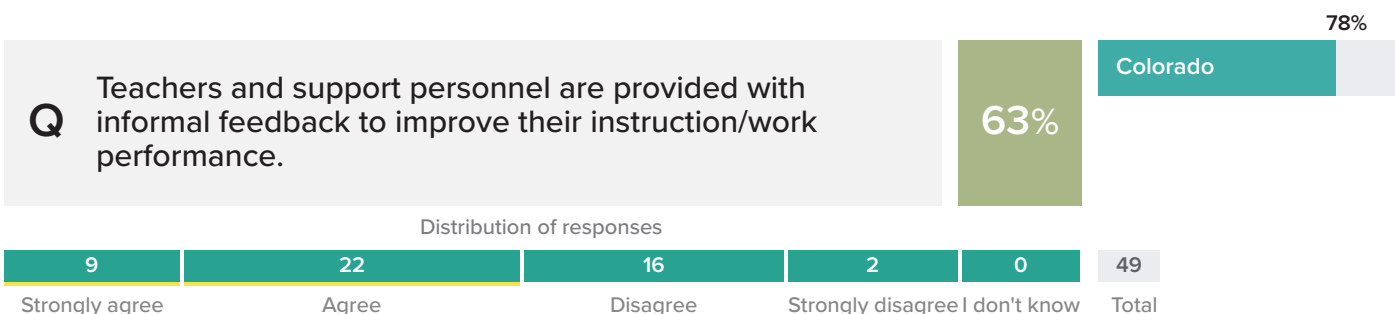 78%
Colorado
Q
Teachers and support personnel are provided with
informal feedback to improve their instruction/work
performance.
63%
Distribution of responses
9 22 16 2 0 49
Strongly agree Agree Disagree Strongly disagree I don't know Total